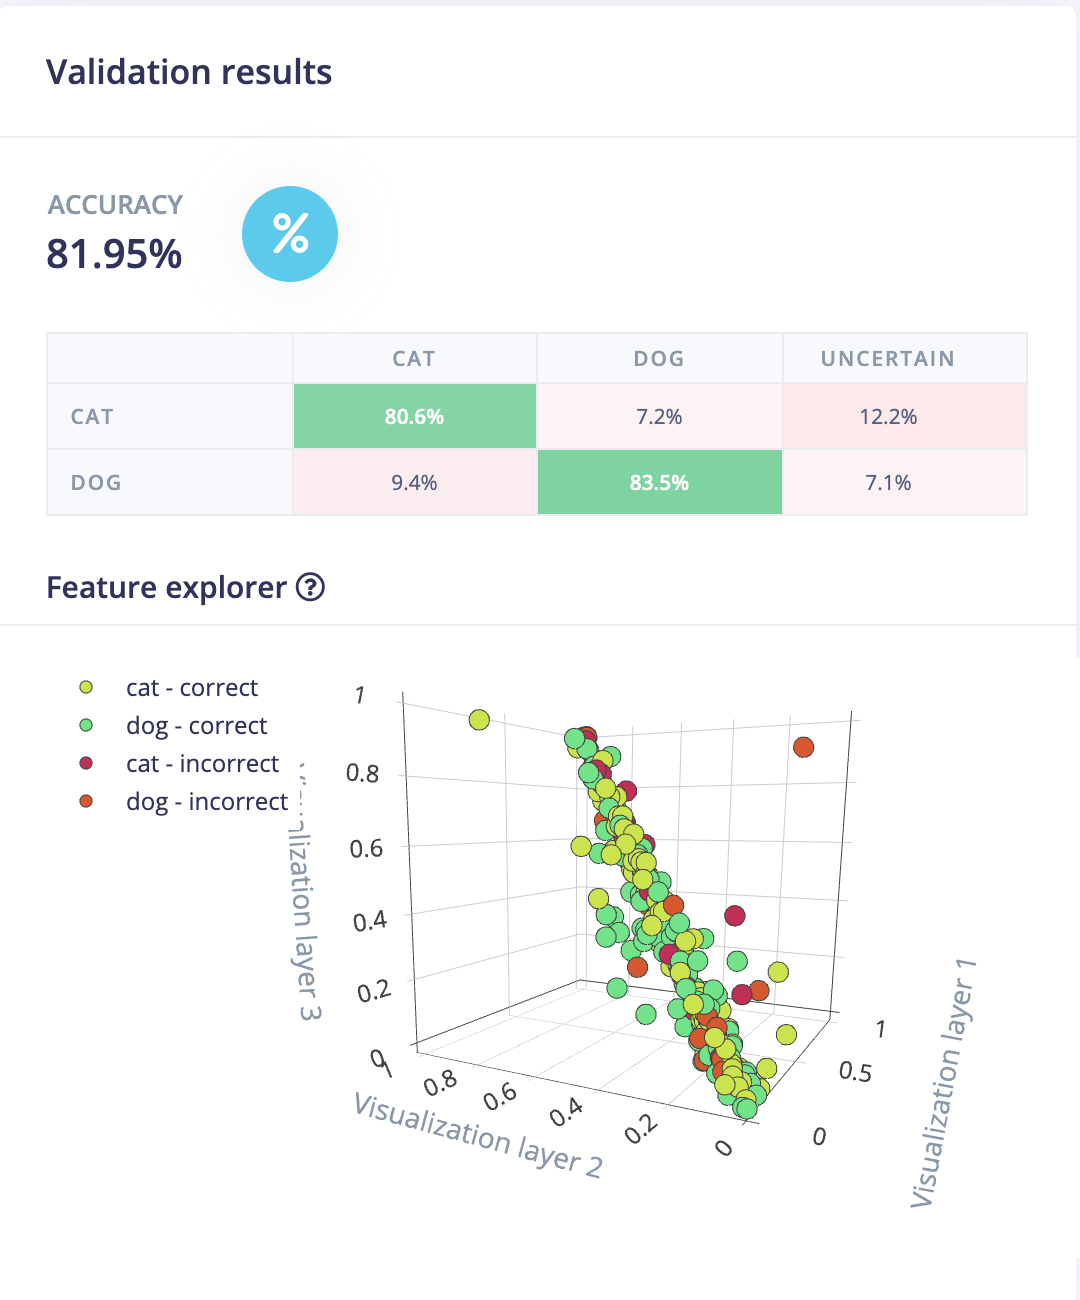 Validation results
ACCURACY
81.95%
%
CAT DOG UNCERTAIN
CAT 80.6% 7.2% 12.2%
DOG 9.4% 83.5% 7.1%
Feature explorer ?
cat - correct
dog - correct
cat - incorrect
dog - incorrect
1
0.8
0.6
0.4
0.2
0
layer 3
1
0.8
0.6
0.4
0.2
0
Visualization layer 2
1
0.5
0
Visualization layer 1